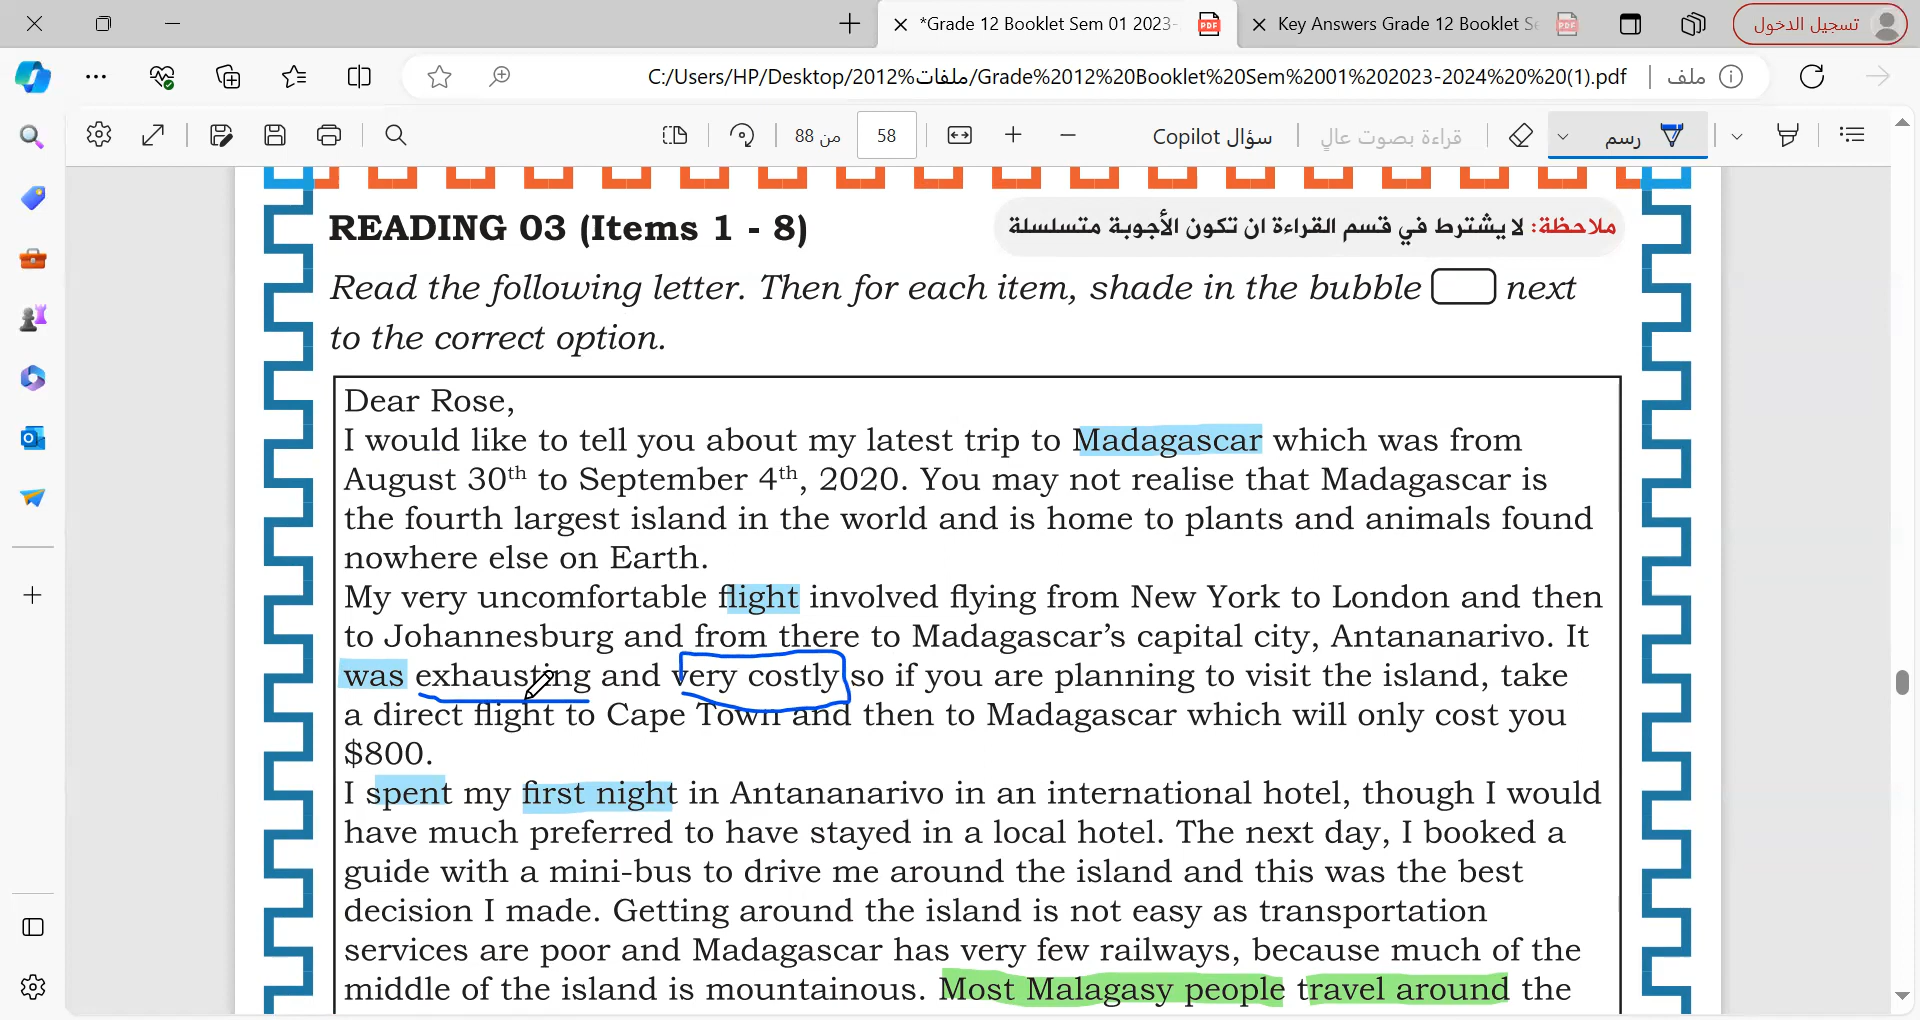 *Grade 12 Booklet Sem 01 2023-
Key Answers Grade 12 Booklet Se
تسجيل الدخول
C:/Users/HP/Desktop/2012%ملفات/Grade%2012%20Booklet%20Sem%2001%202023-2024%20%20(1).pdf
ملف
88 من
58
سؤال Copilot
قراءة بصوت عالٍ
رسم
READING 03 (Items 1 - 8)
ملاحظة: لا يشترط في قسم القراءة ان تكون الأجوبة متسلسلة
Read the following letter. Then for each item, shade in the bubble next
to the correct option.
Dear Rose,
I would like to tell you about my latest trip to Madagascar which was from
August 30th to September 4th, 2020. You may not realise that Madagascar is
the fourth largest island in the world and is home to plants and animals found
nowhere else on Earth.
My very uncomfortable flight involved flying from New York to London and then
to Johannesburg and from there to Madagascar’s capital city, Antananarivo. It
was exhausting and very costly so if you are planning to visit the island, take
a direct flight to Cape Town and then to Madagascar which will only cost you
$800.
I spent my first night in Antananarivo in an international hotel, though I would
have much preferred to have stayed in a local hotel. The next day, I booked a
guide with a mini-bus to drive me around the island and this was the best
decision I made. Getting around the island is not easy as transportation
services are poor and Madagascar has very few railways, because much of the
middle of the island is mountainous. Most Malagasy people travel around the